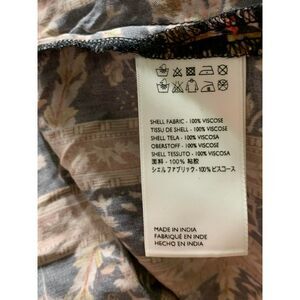 SHELL FABRIC - 100% VISCOSE
TISSU DE SHELL - 100% VISCOSE
SHELL TELA - 100% VISCOSA
OBERSTOFF - 100% VISCOSE
SHELL TESSUTO - 100% VISCOSA
面料 - 100% 粘胶
シェルファブリック - 100% ビスコース
MADE IN INDIA
FABRIQUÉ EN INDE
HECHO EN INDIA